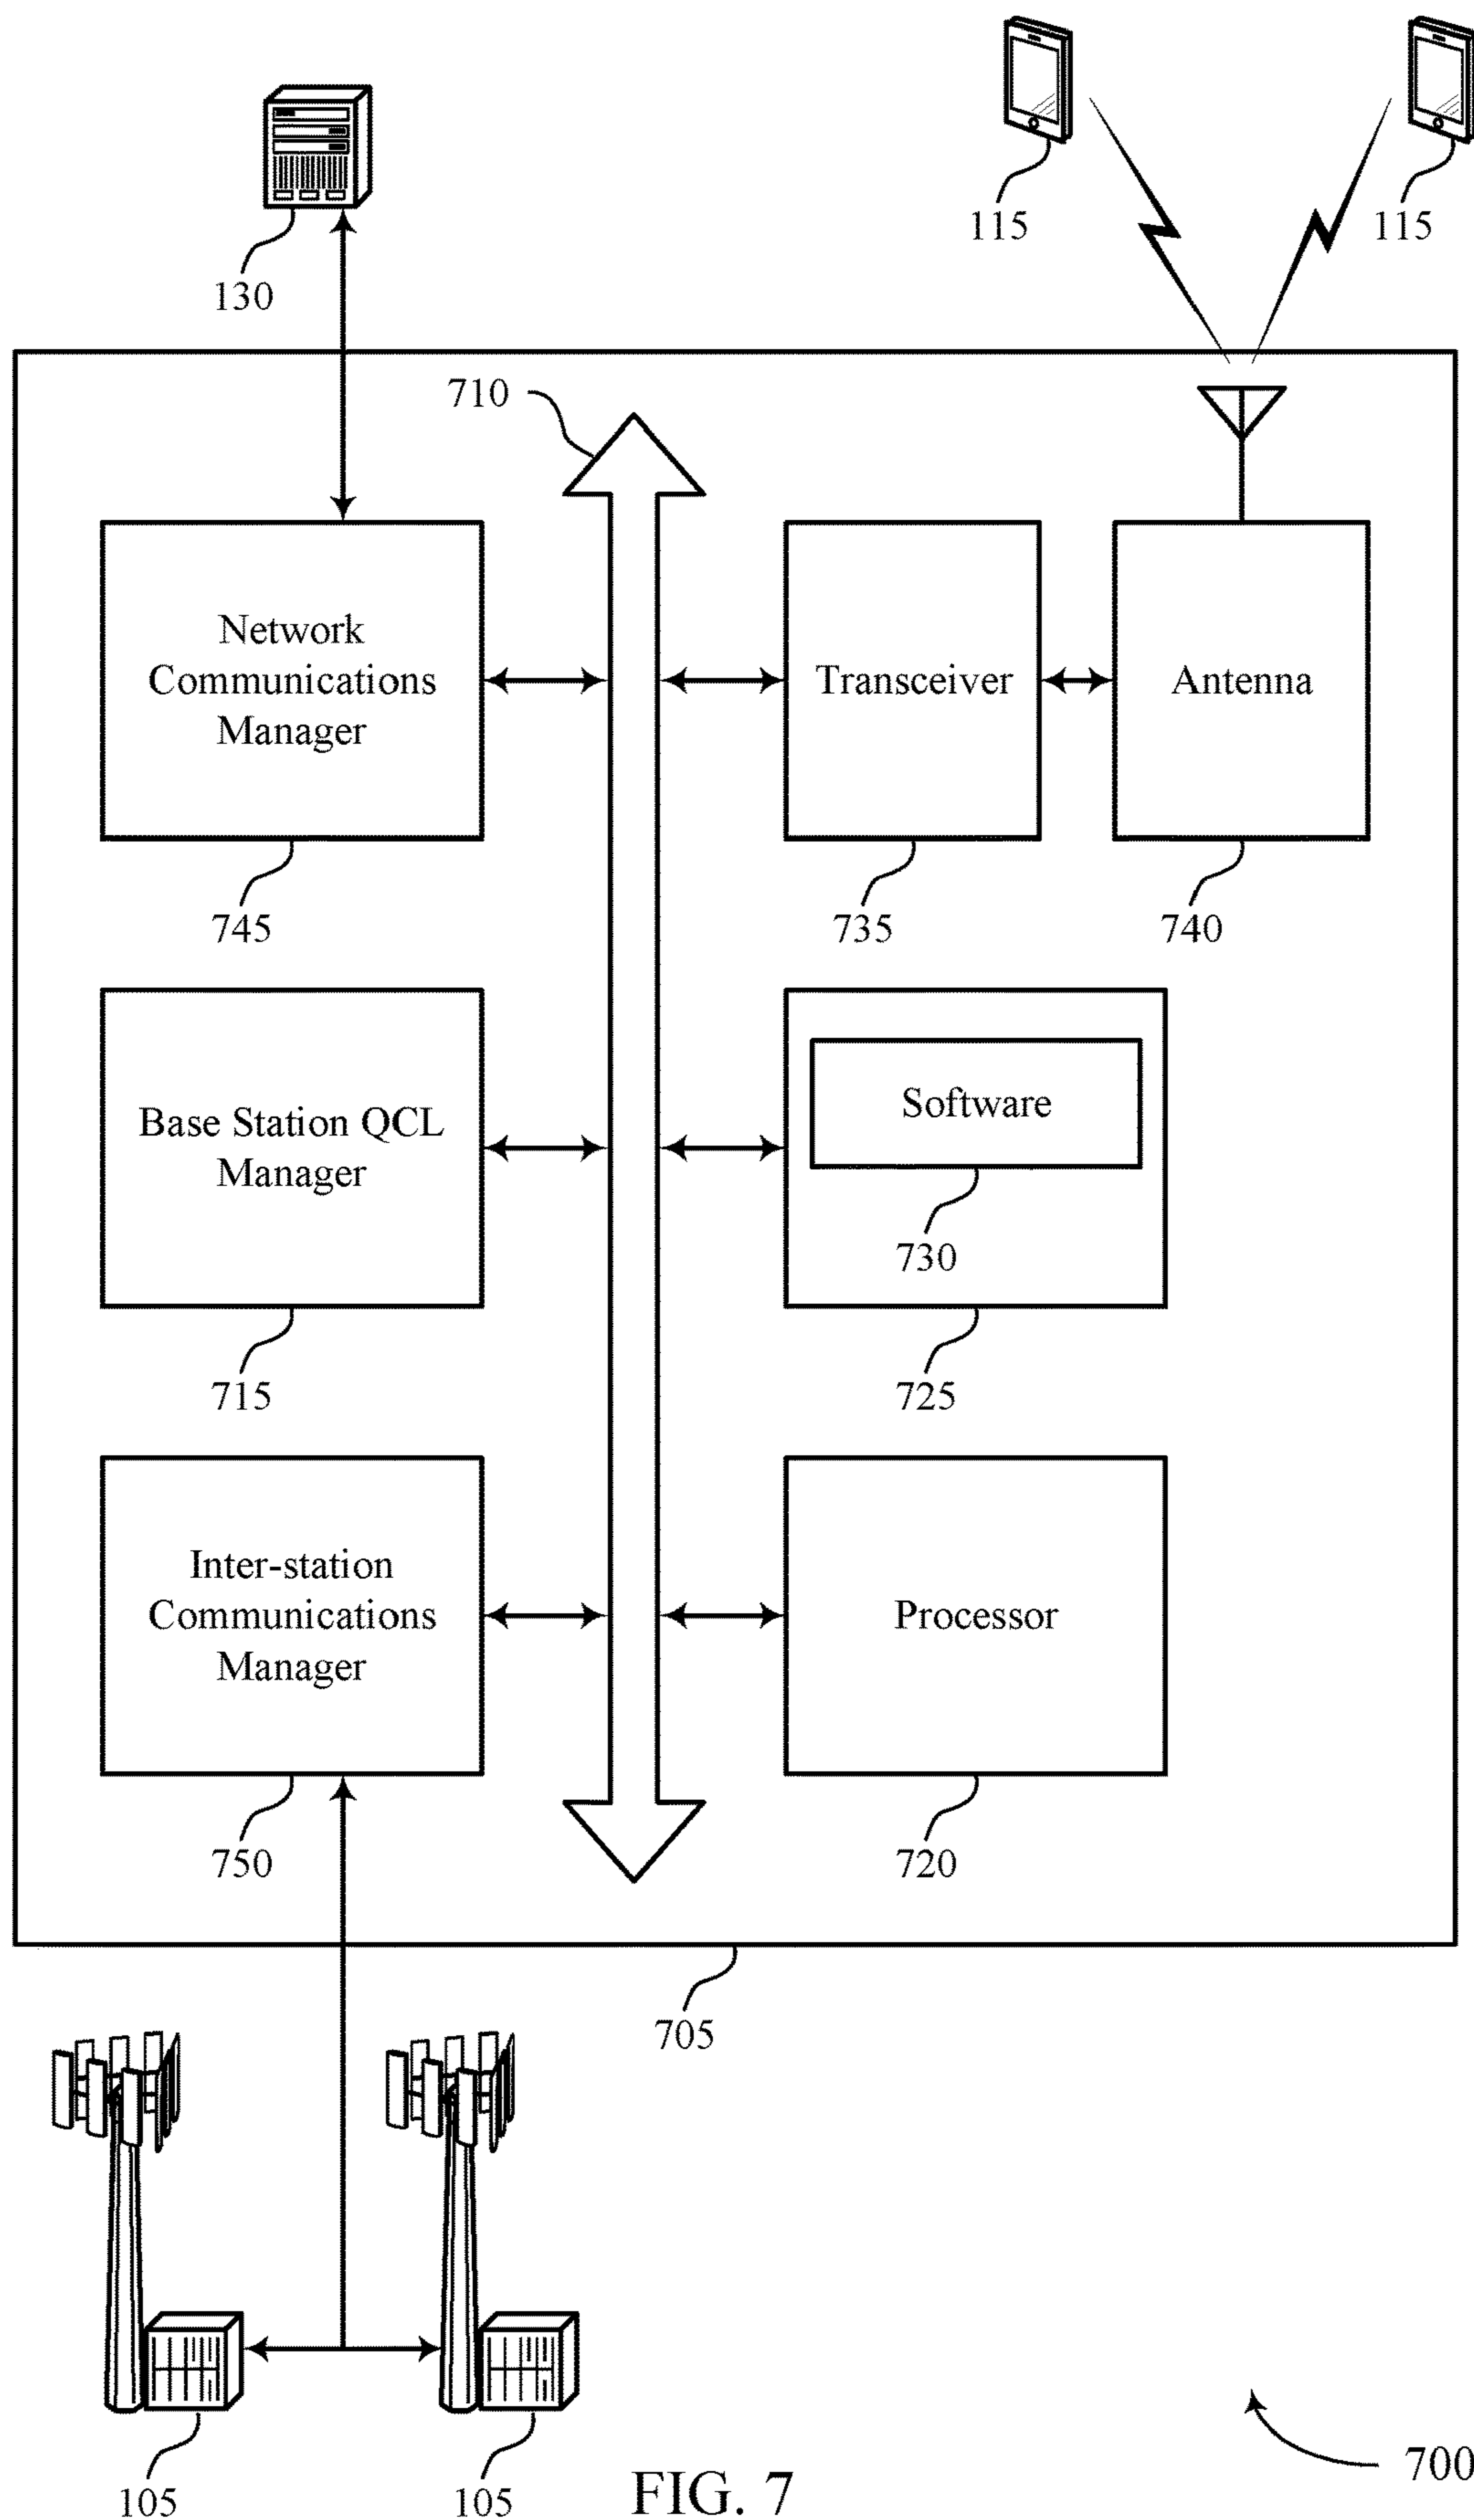 115
115
130
710
Network
Communications
Manager
Transceiver
Antenna
745
735
740
Base Station QCL
Manager
Software
730
715
725
Inter-station
Communications
Manager
Processor
750
720
705
105
105
FIG. 7
700